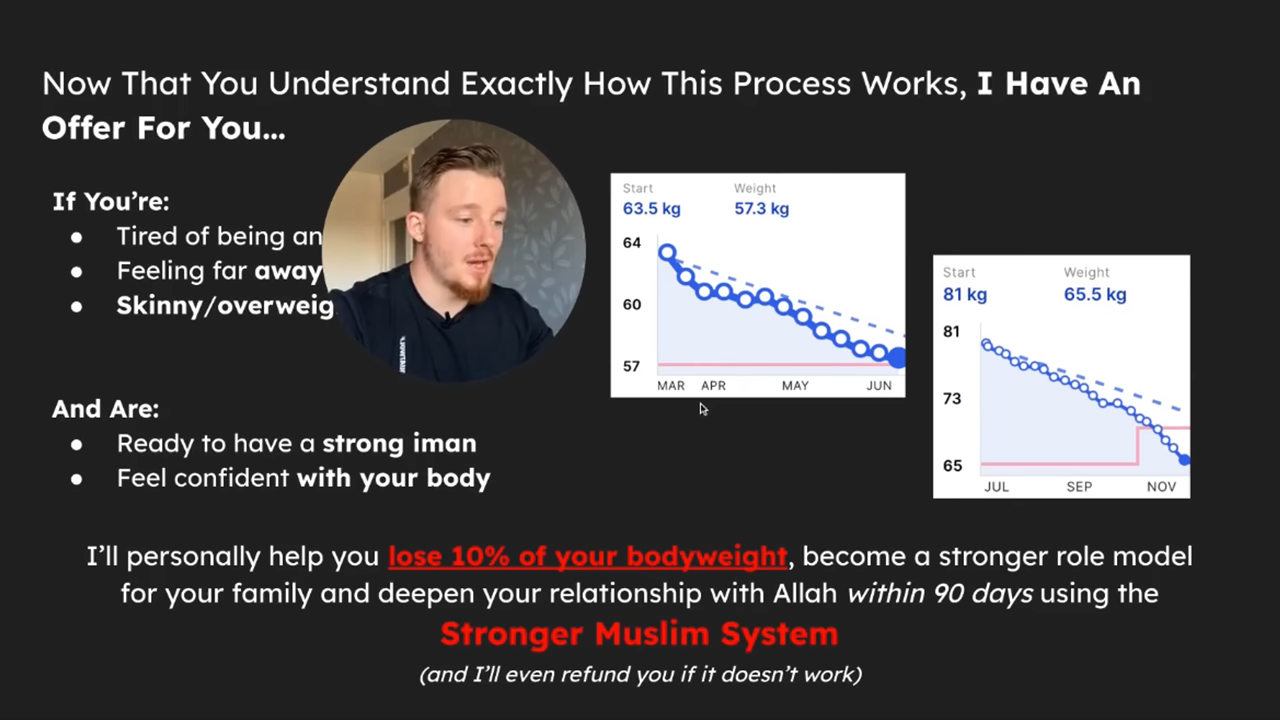 Now That You Understand Exactly How This Process Works, I Have An
Offer For You...
If You're:
● Tired of being an
● Feeling far away
● Skinny/overweig
And Are:
● Ready to have a strong iman
● Feel confident with your body
Start Weight
63.5 kg 57.3 kg
64
60
57
MAR APR MAY JUN
Start Weight
81 kg 65.5 kg
81
73
65
JUL SEP NOV
I'll personally help you lose 10% of your bodyweight, become a stronger role model
for your family and deepen your relationship with Allah within 90 days using the
Stronger Muslim System
(and I'll even refund you if it doesn't work)